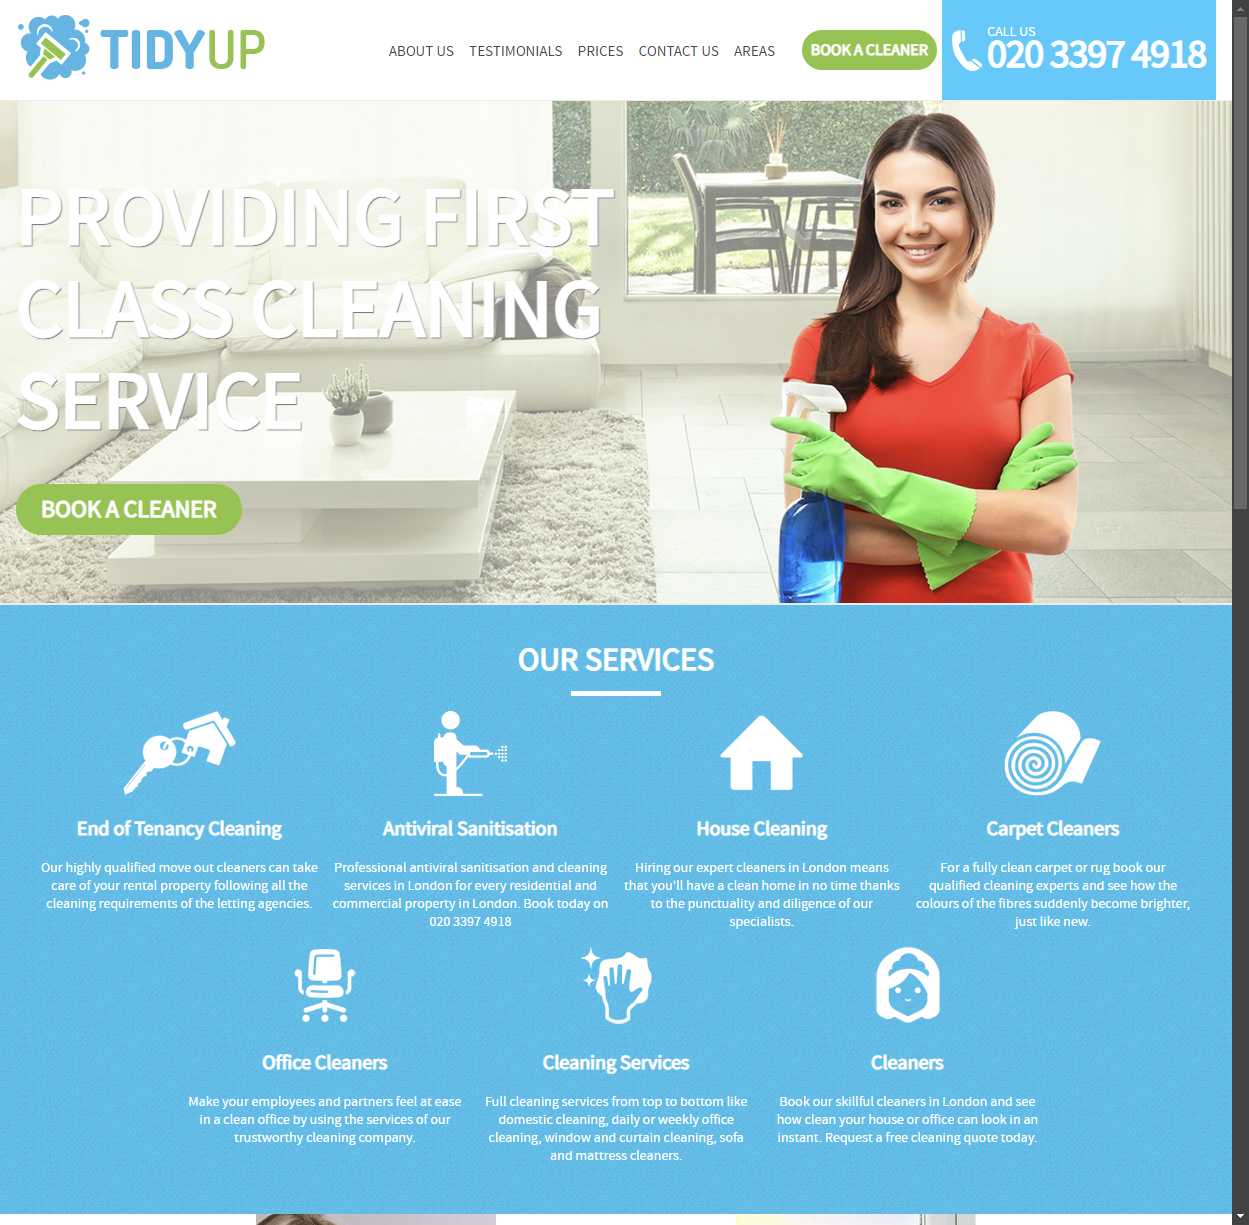 TIDYUP
ABOUT US TESTIMONIALS PRICES CONTACT US AREAS
BOOK A CLEANER
CALL US
020 3397 4918
PROVIDING FIRST
CLASS CLEANING
SERVICE
BOOK A CLEANER
OUR SERVICES
End of Tenancy Cleaning
Our highly qualified move out cleaners can take
care of your rental property following all the
cleaning requirements of the letting agencies.
Antiviral Sanitisation
Professional antiviral sanitisation and cleaning
services in London for every residential and
commercial property in London. Book today on
020 3397 4918
House Cleaning
Hiring our expert cleaners in London means
that you'll have a clean home in no time thanks
to the punctuality and diligence of our
specialists.
Carpet Cleaners
For a fully clean carpet or rug book our
qualified cleaning experts and see how the
colours of the fibres suddenly become brighter,
just like new.
Office Cleaners
Make your employees and partners feel at ease
in a clean office by using the services of our
trustworthy cleaning company.
Cleaning Services
Full cleaning services from top to bottom like
domestic cleaning, daily or weekly office
cleaning, window and curtain cleaning, sofa
and mattress cleaners.
Cleaners
Book our skillful cleaners in London and see
how clean your house or office can look in an
instant. Request a free cleaning quote today.